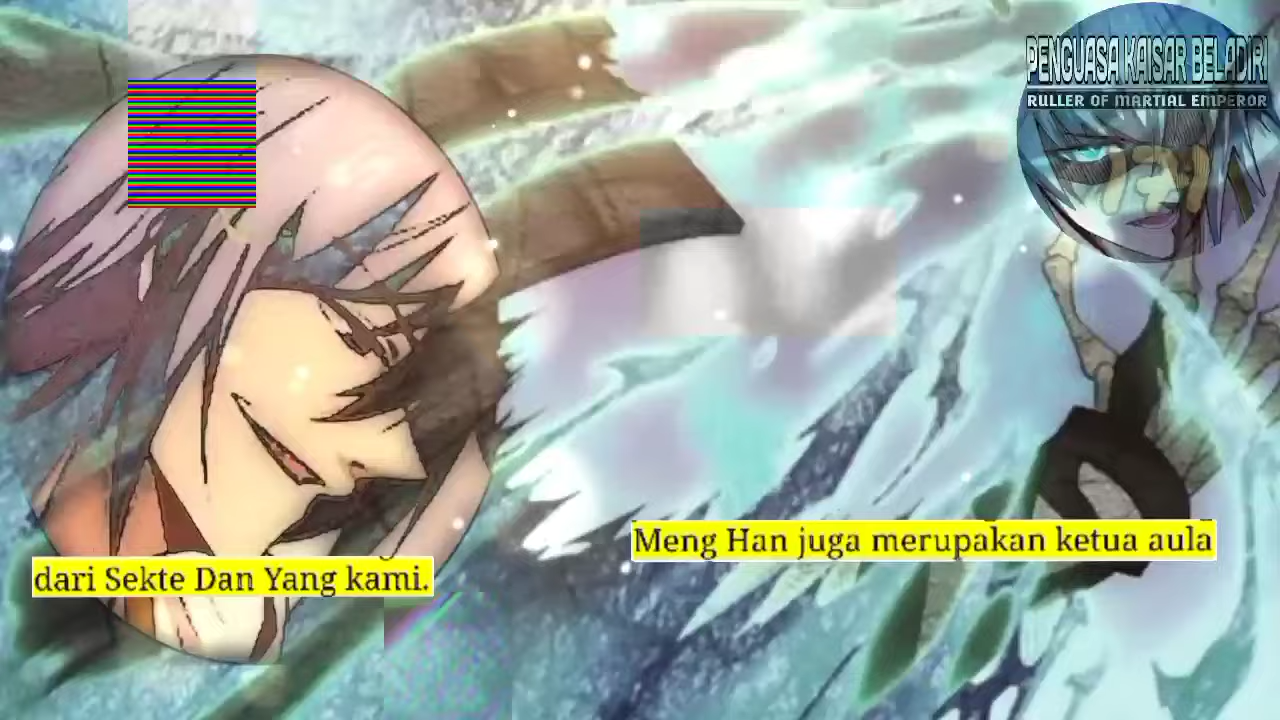 PENGUASA KAISAR BELADIRI
RULLER OF MARTIAL EMPEROR
Meng Han juga merupakan ketua aula
dari Sekte Dan Yang kami.